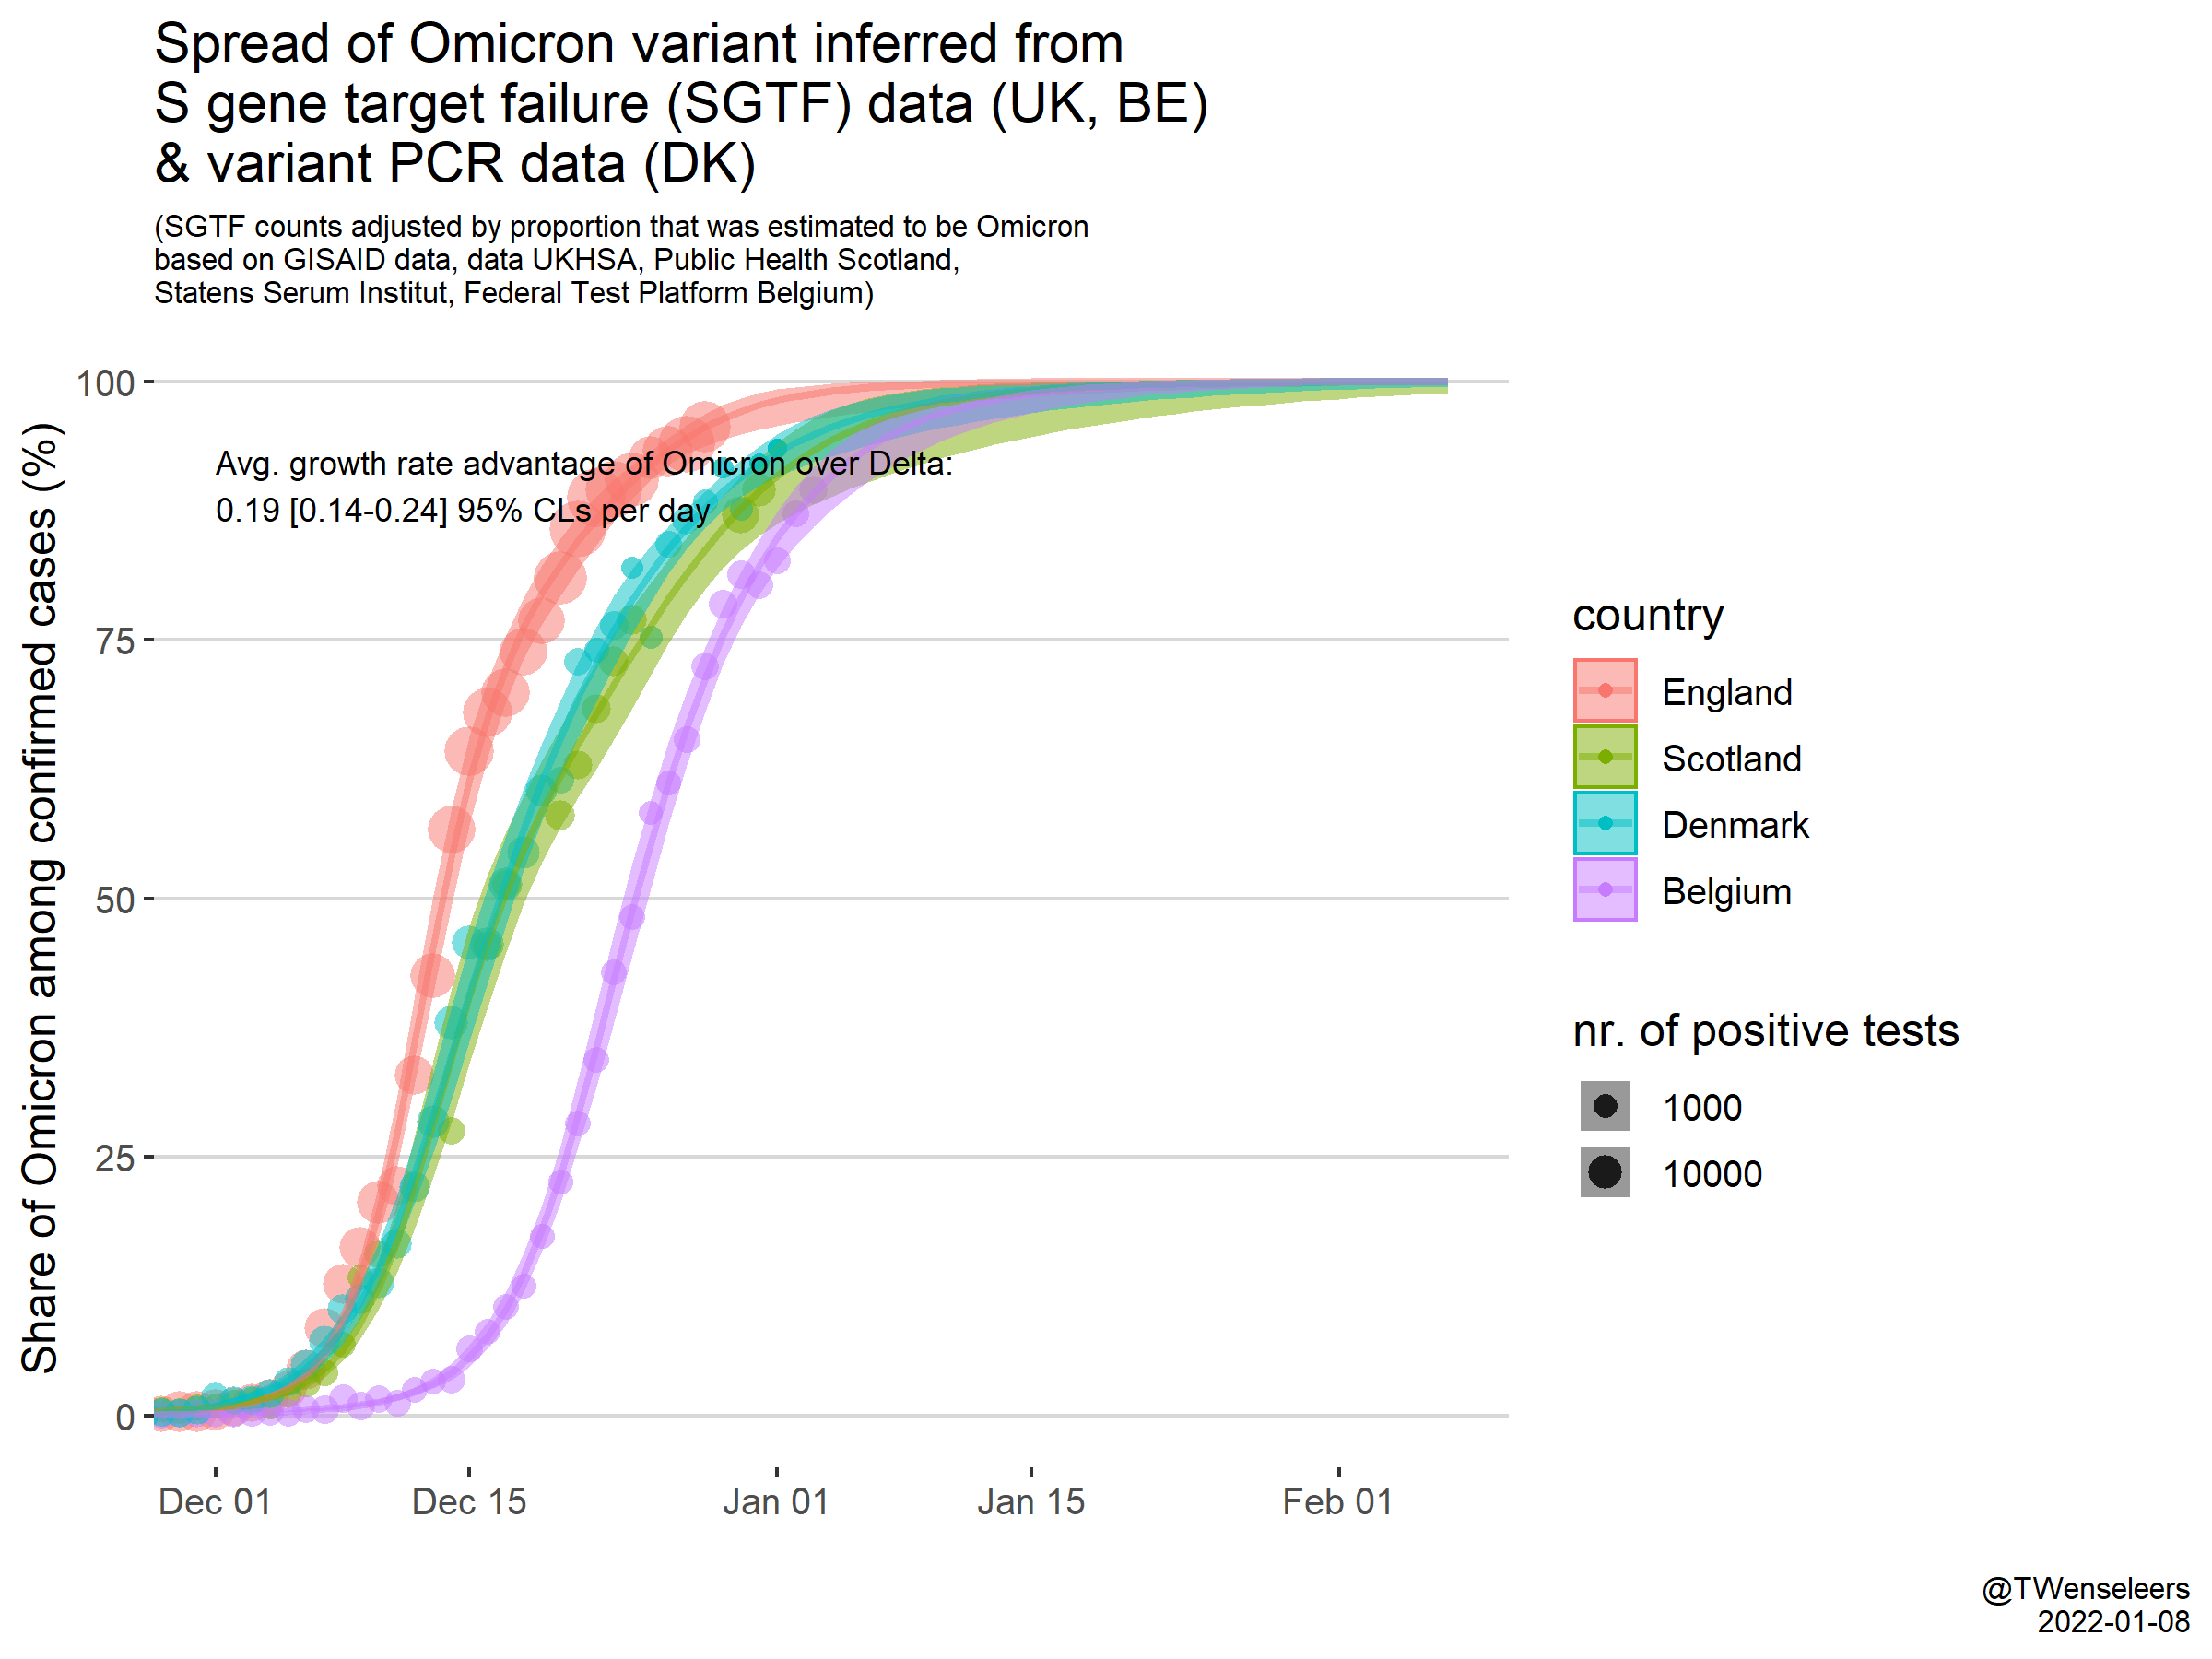 Spread of Omicron variant inferred from
S gene target failure (SGTF) data (UK, BE)
& variant PCR data (DK)
(SGTF counts adjusted by proportion that was estimated to be Omicron
based on GISAID data, data UKHSA, Public Health Scotland,
Statens Serum Institut, Federal Test Platform Belgium)
Share of Omicron among confirmed cases (%)
100
75
50
25
0
Avg. growth rate advantage of Omicron over Delta:
0.19 [0.14-0.24] 95% CLs per day
Dec 01
Dec 15
Jan 01
Jan 15
Feb 01
country
England
Scotland
Denmark
Belgium
nr. of positive tests
1000
10000
@TWenseleers
2022-01-08